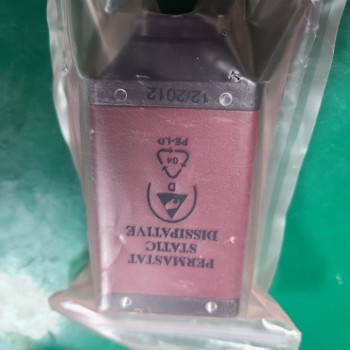 PERMASTAT
STATIC
DISSIPATIVE
D
04
PE-LD
12/2012